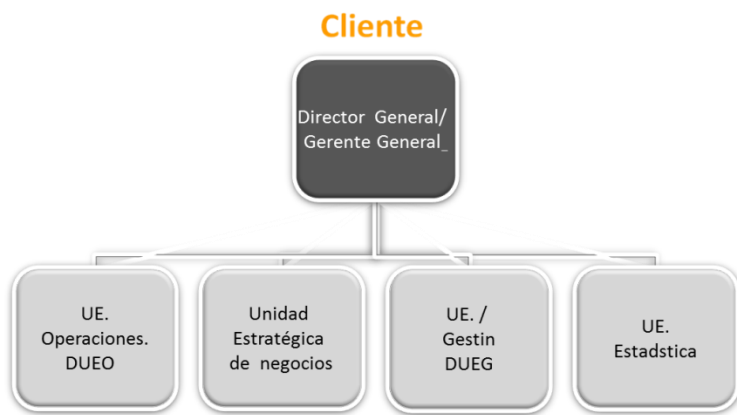 Cliente
Director General/
Gerente General_
UE.
Operaciones.
DUEO
Unidad
Estratégica
de negocios
UE. /
Gestin
DUEG
UE.
Estadstica